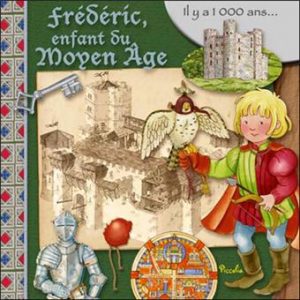 Frédéric,
enfant du
Moyen Âge
Il y a 1 000 ans...
Piccolia